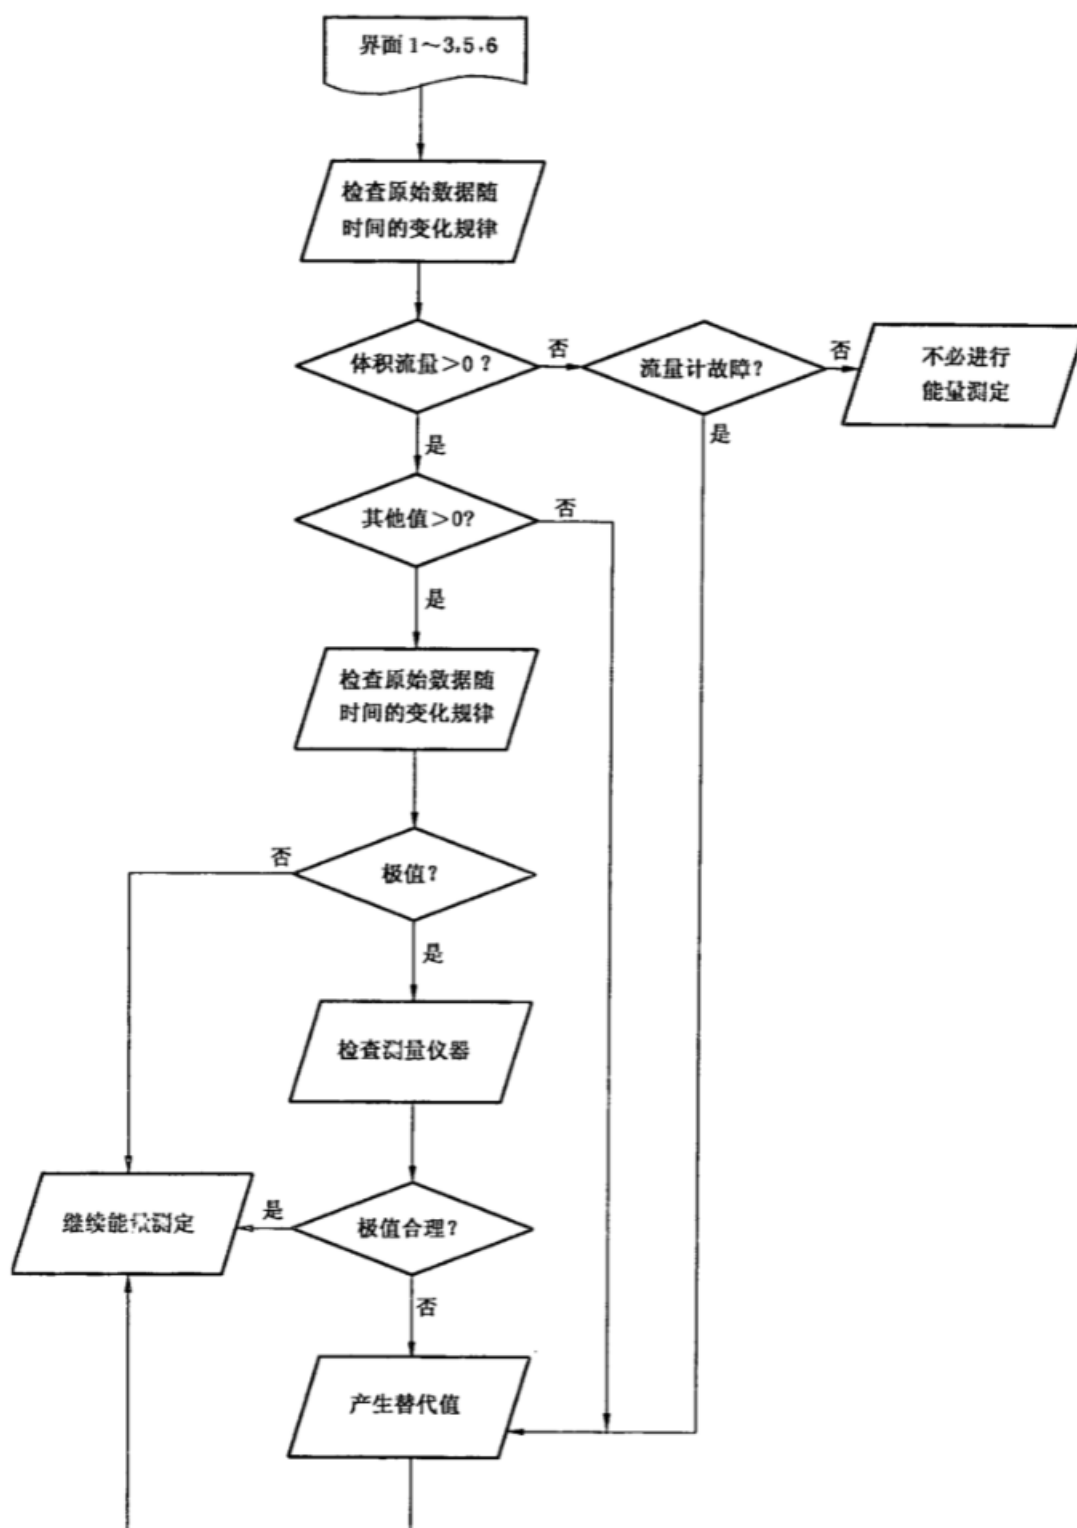 界面1~3,5,6
检查原始数据随
时间的变化规律
体积流量>0?
否
流量计故障?
否
不必进行
能量测定
是
是
其他值>0?
否
是
检查原始数据随
时间的变化规律
否
极值?
是
检查测量仪器
继续能量测定
是
极值合理?
否
产生替代值